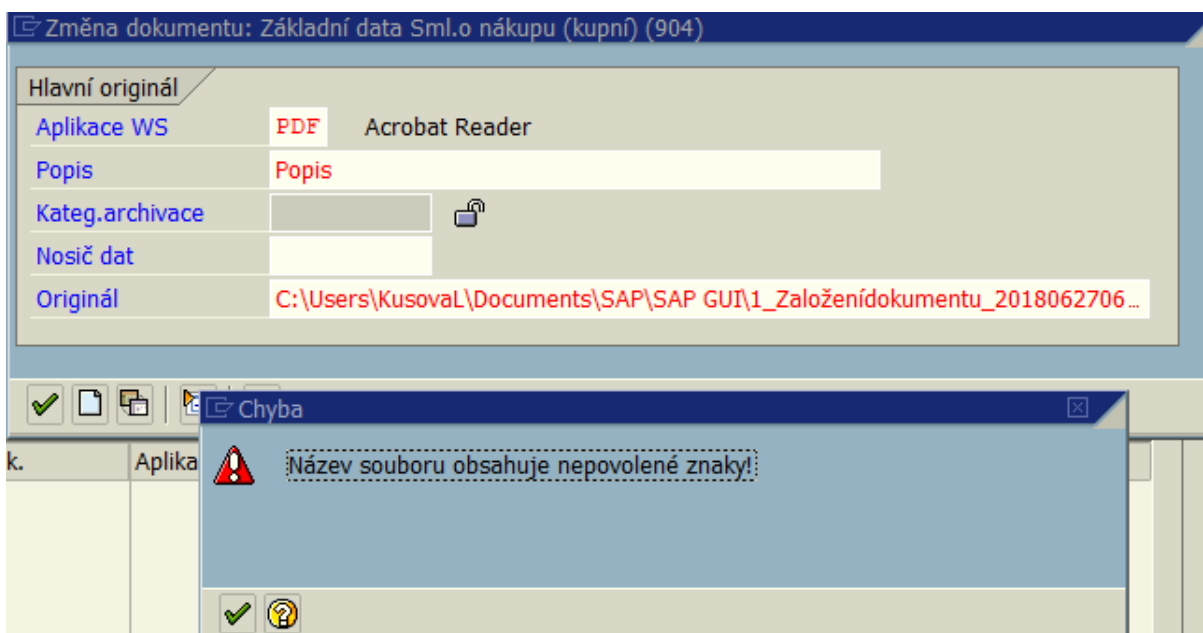 Změna dokumentu: Základní data Sml.o nákupu (kupní) (904)
Hlavní originál
Aplikace WS PDF Acrobat Reader
Popis Popis
Kateg.archivace
Nosič dat
Originál C:\Users\KusovaL\Documents\SAP\SAP GUI\1_Založenídokumentu_2018062706...
Chyba
k. Aplika
Název souboru obsahuje nepovolené znaky!